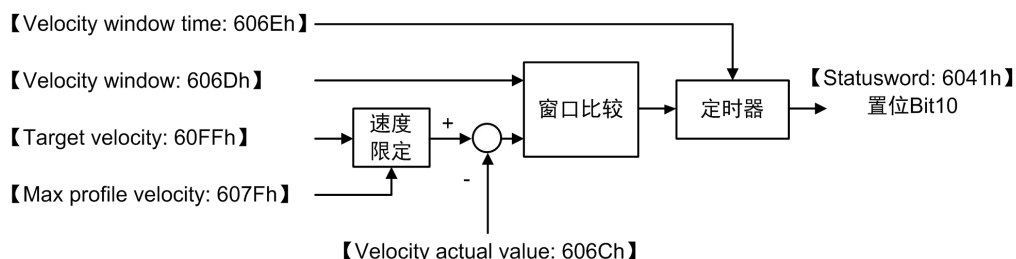 【Velocity window time: 606Eh】
【Velocity window: 606Dh】
【Statusword: 6041h】
置位Bit10
窗口比较
定时器
【Target velocity: 60FFh】
速度
限定
+
-
【Max profile velocity: 607Fh】
【Velocity actual value: 606Ch】